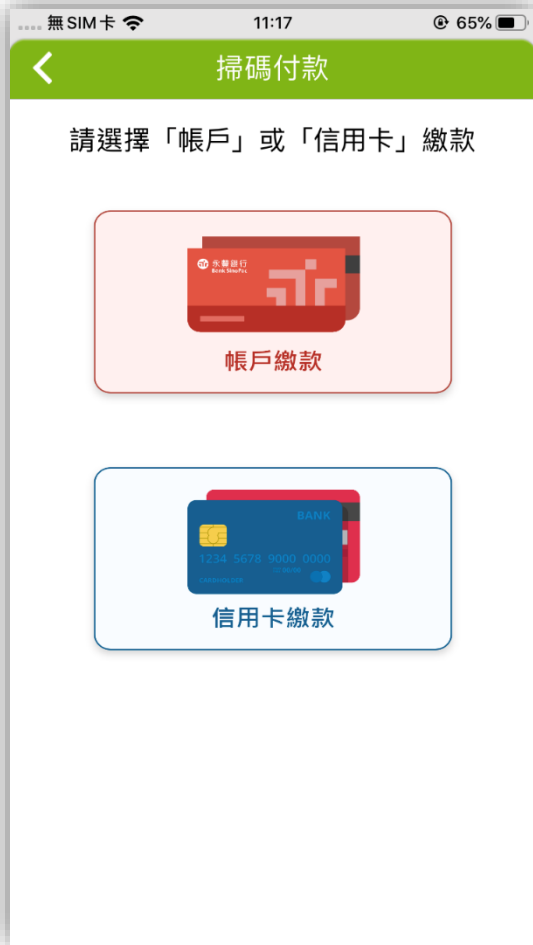 無SIM卡 11:17 65%
掃碼付款
請選擇「帳戶」或「信用卡」繳款
永豐銀行
Bank SinoPac
帳戶繳款
BANK
1234 5678 9000 0000
CARDHOLDER
信用卡繳款